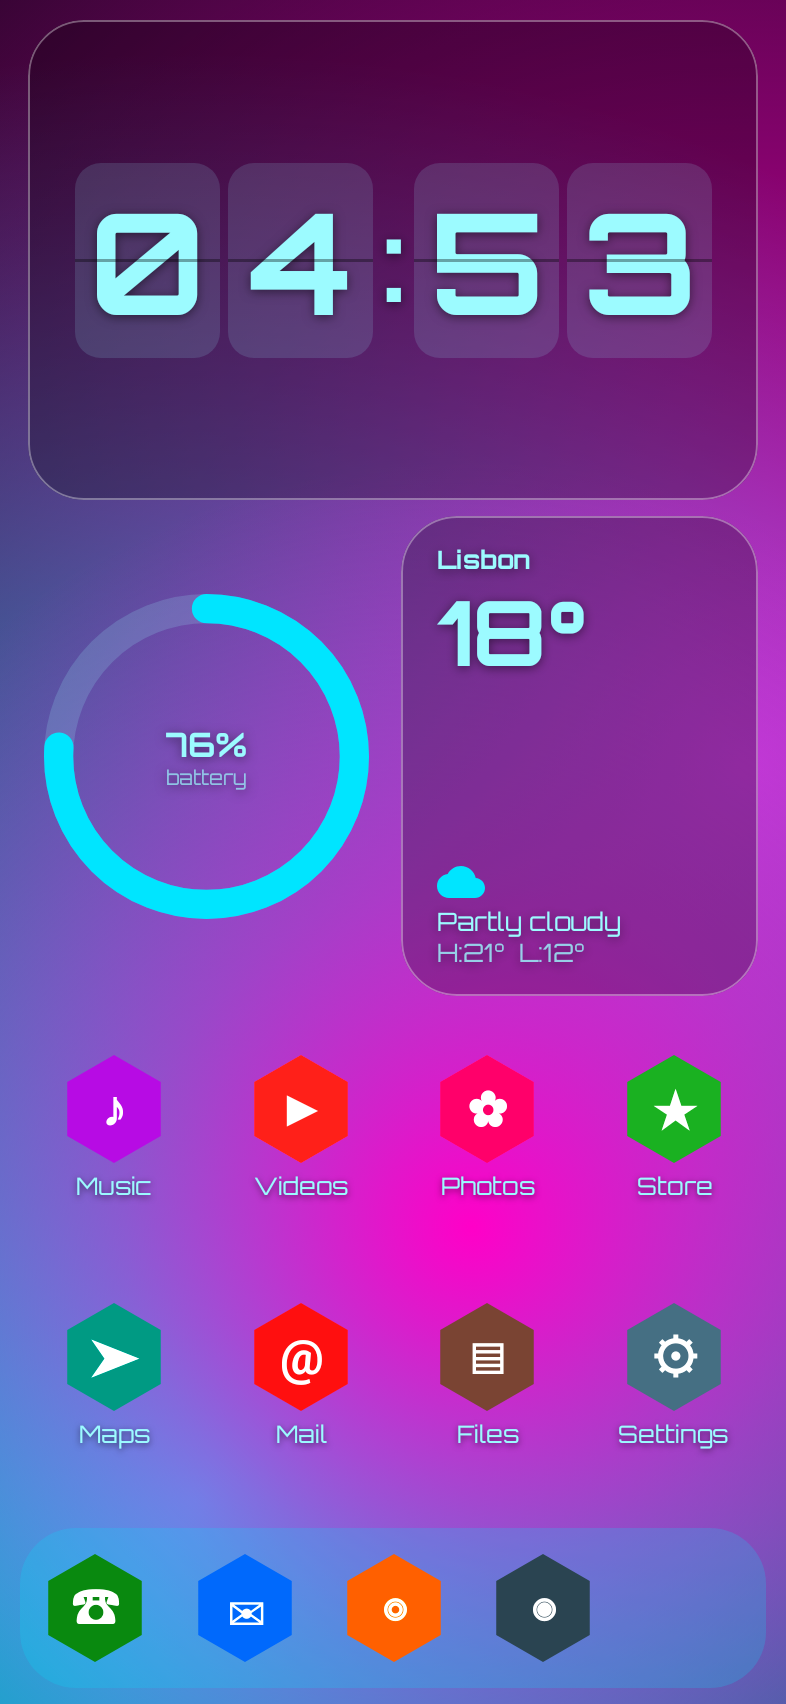 04:53
Lisbon
18°
76%
battery
Partly cloudy
H:21° L:12°
Music
Videos
Photos
Store
@
Maps
Mail
Files
Settings